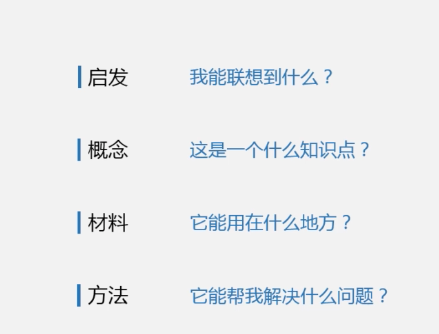 启发 我能联想到什么？
概念 这是一个什么知识点？
材料 它能用在什么地方？
方法 它能帮我解决什么问题？